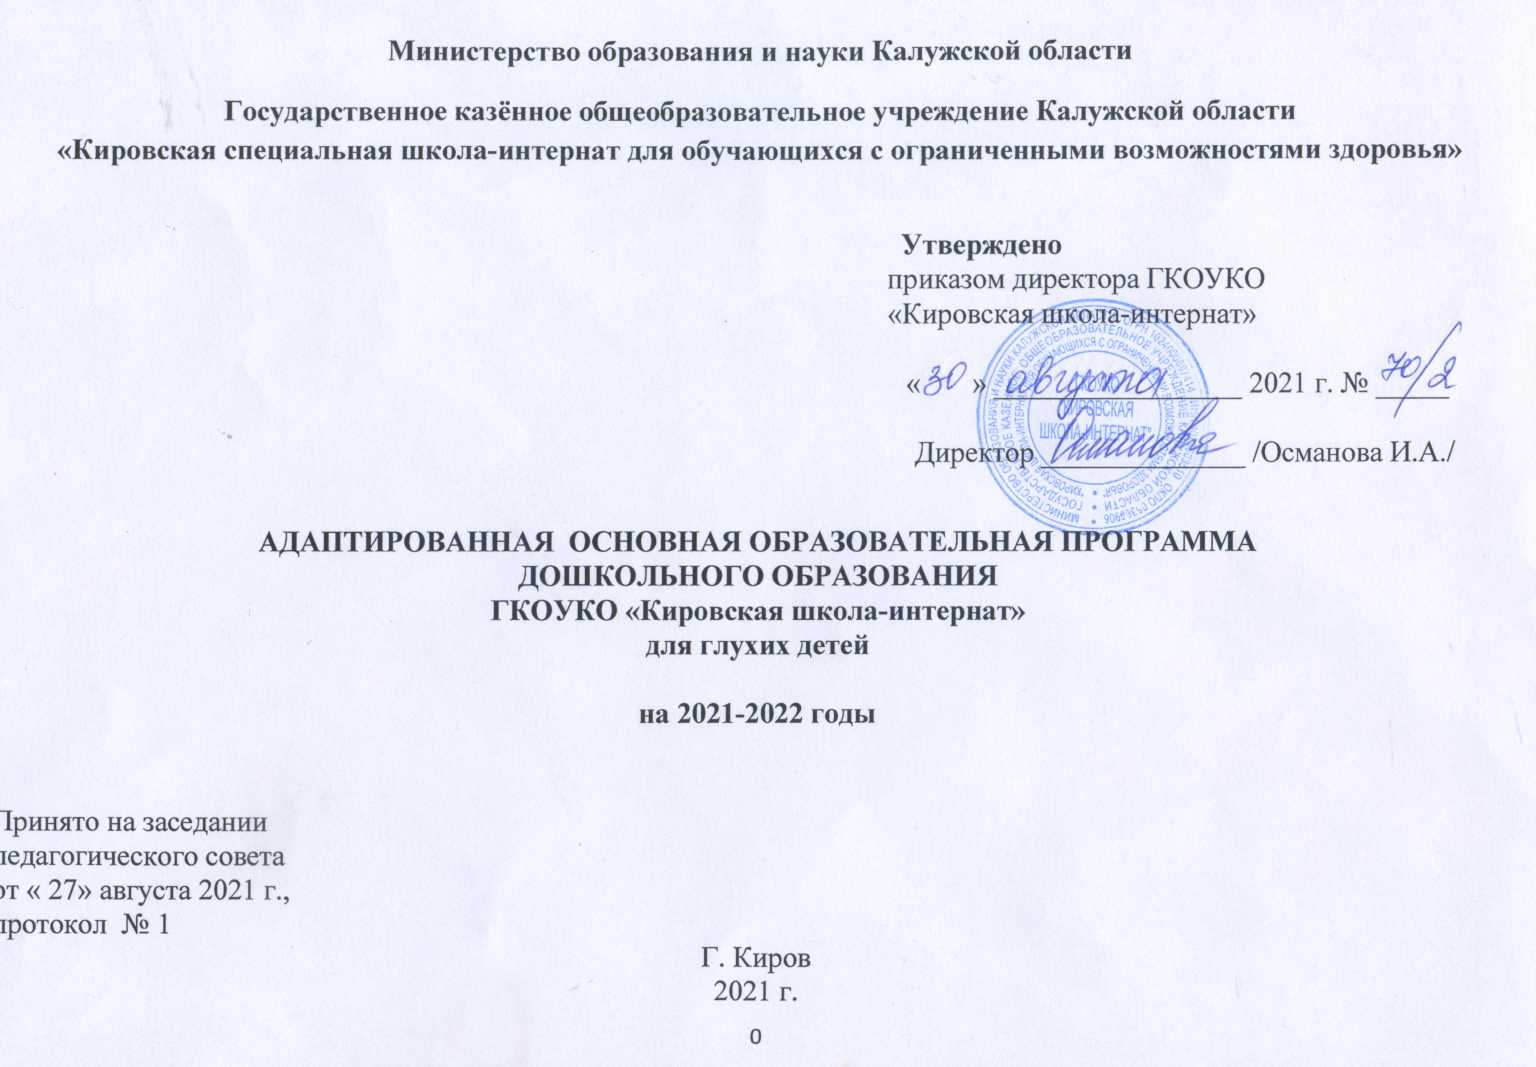 Министерство образования и науки Калужской области
Государственное казённое общеобразовательное учреждение Калужской области
«Кировская специальная школа-интернат для обучающихся с ограниченными возможностями здоровья»
Утверждено
приказом директора ГКОУКО
«Кировская школа-интернат»
«30» августа 2021 г. № 70/2
КИРОВСКАЯ
ШКОЛА-ИНТЕРНАТ"
Директор /Османова И.А./
АДАПТИРОВАННАЯ ОСНОВНАЯ ОБРАЗОВАТЕЛЬНАЯ ПРОГРАММА
ДОШКОЛЬНОГО ОБРАЗОВАНИЯ
ГКОУКО «Кировская школа-интернат»
для глухих детей
на 2021-2022 годы
Принято на заседании
педагогического совета
от « 27» августа 2021 г.,
протокол № 1
Г. Киров
2021 г.
0